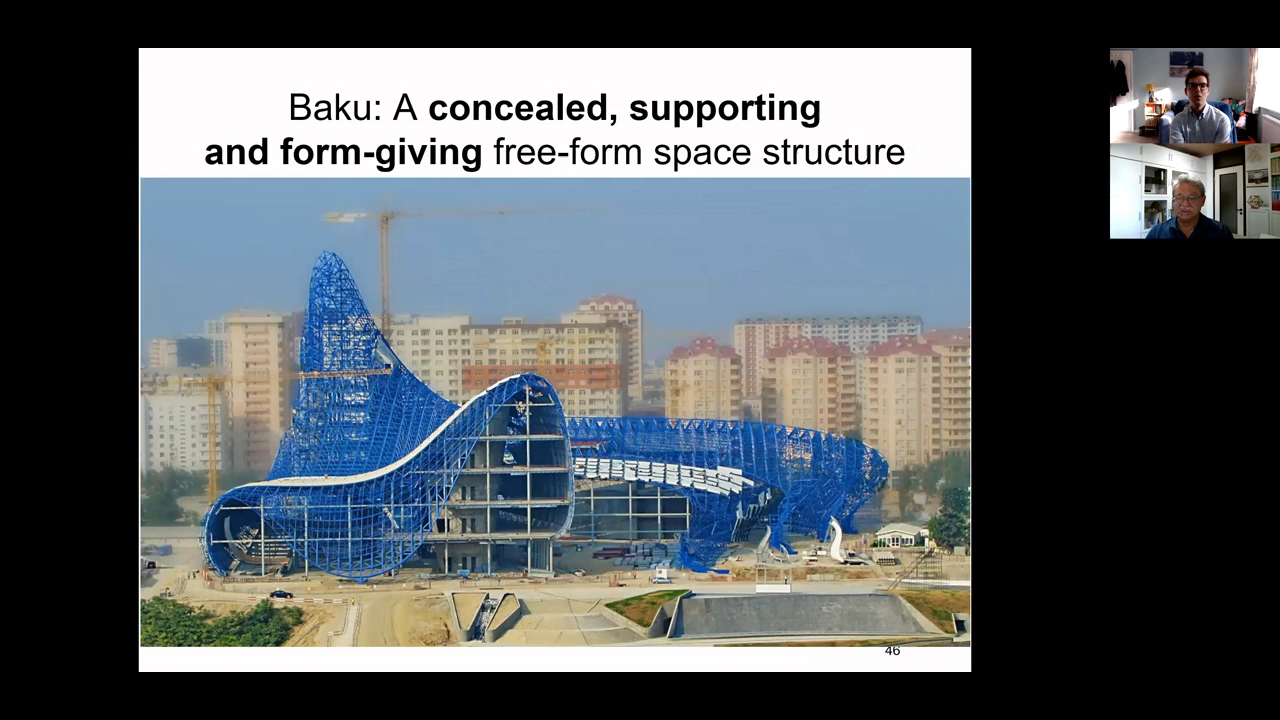 Baku: A concealed, supporting
and form-giving free-form space structure
46